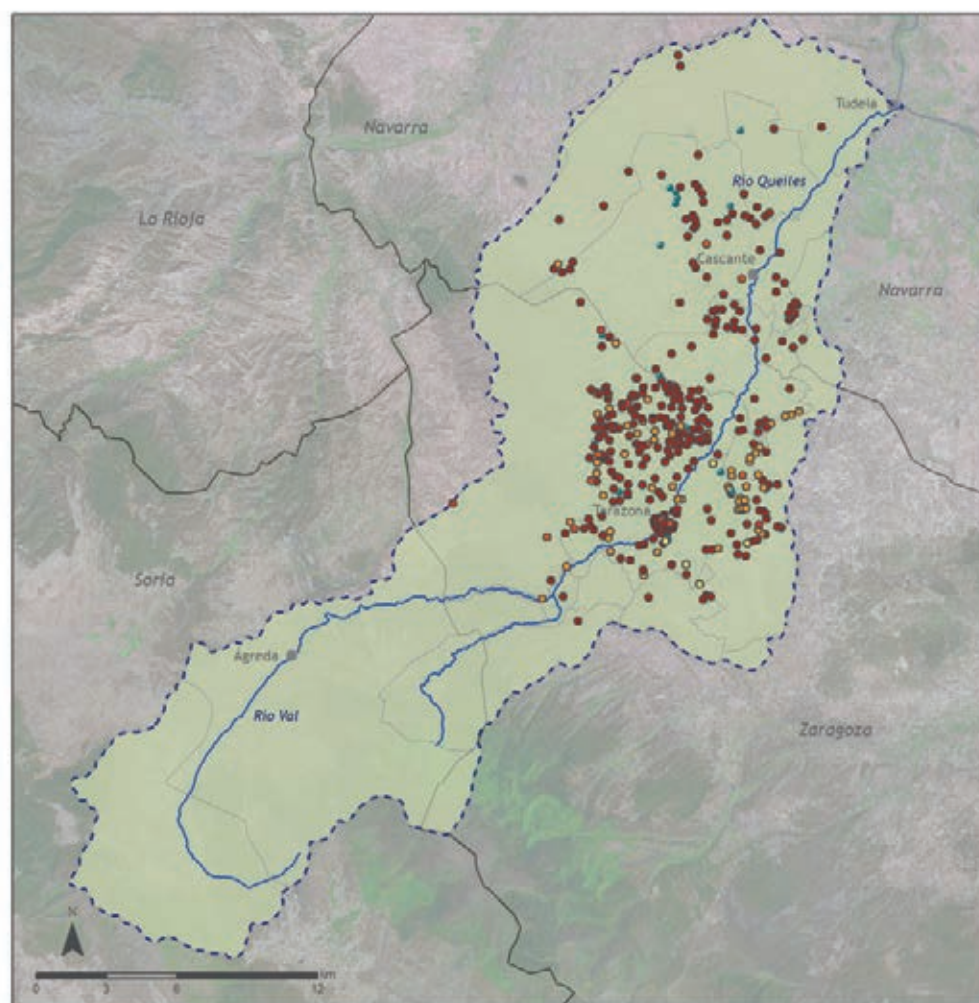 Tudela
Navarra
Río Queiles
La Rioja
Cascante
Navarra
Tarazona
Soria
Ágreda
Río Val
Zaragoza
N
km
0 3 6 12